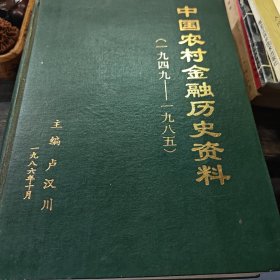 中国农村金融历史资料
（一九四九——一九八五）
主编 卢汉川
一九八六年十月